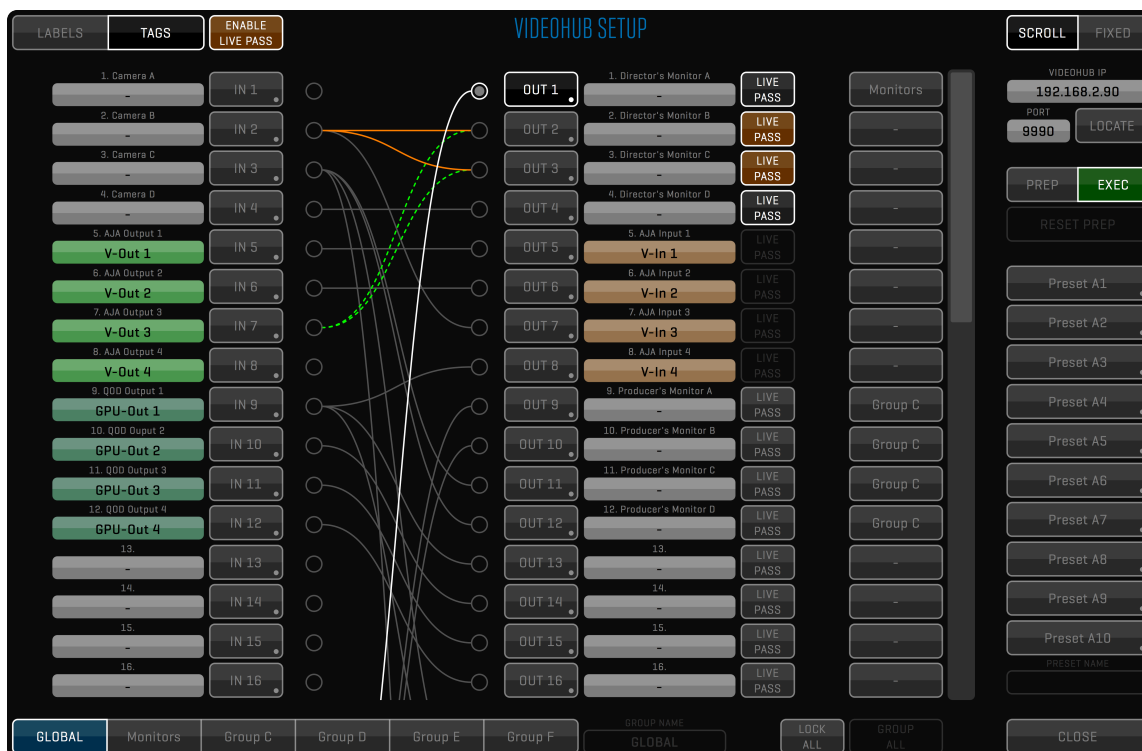 LABELS TAGS ENABLE LIVE PASS VIDEOHUB SETUP SCROLL FIXED
1. Camera A - IN 1 OUT 1 1. Director's Monitor A - LIVE PASS Monitors
2. Camera B - IN 2 OUT 2 2. Director's Monitor B - LIVE PASS -
3. Camera C - IN 3 OUT 3 3. Director's Monitor C - LIVE PASS -
4. Camera D - IN 4 OUT 4 4. Director's Monitor D - LIVE PASS -
5. AJA Output 1 V-Out 1 IN 5 OUT 5 5. AJA Input 1 V-In 1 LIVE PASS -
6. AJA Output 2 V-Out 2 IN 6 OUT 6 6. AJA Input 2 V-In 2 LIVE PASS -
7. AJA Output 3 V-Out 3 IN 7 OUT 7 7. AJA Input 3 V-In 3 LIVE PASS -
8. AJA Output 4 V-Out 4 IN 8 OUT 8 8. AJA Input 4 V-In 4 LIVE PASS -
9. QOD Output 1 GPU-Out 1 IN 9 OUT 9 9. Producer's Monitor A - LIVE PASS Group C
10. QOD Ouput 2 GPU-Out 2 IN 10 OUT 10 10. Producer's Monitor B - LIVE PASS Group C
11. QOD Output 3 GPU-Out 3 IN 11 OUT 11 11. Producer's Monitor C - LIVE PASS Group C
12. QOD Output 4 GPU-Out 4 IN 12 OUT 12 12. Producer's Monitor D - LIVE PASS Group C
13. - IN 13 OUT 13 13. - LIVE PASS -
14. - IN 14 OUT 14 14. - LIVE PASS -
15. - IN 15 OUT 15 15. - LIVE PASS -
16. - IN 16 OUT 16 16. - LIVE PASS -
VIDEOHUB IP
192.168.2.90
PORT
9990 LOCATE
PREP EXEC
RESET PREP
Preset A1
Preset A2
Preset A3
Preset A4
Preset A5
Preset A6
Preset A7
Preset A8
Preset A9
Preset A10
PRESET NAME
GLOBAL Monitors Group C Group D Group E Group F GROUP NAME GLOBAL LOCK ALL GROUP ALL CLOSE